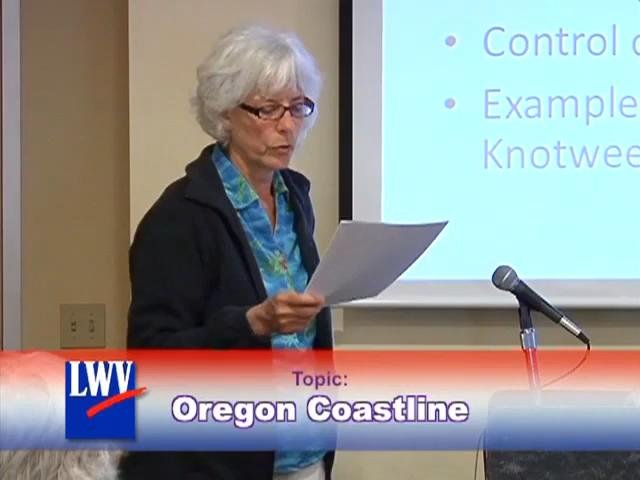 • Control
• Example
Knotwee
LWV
Topic:
Oregon Coastline